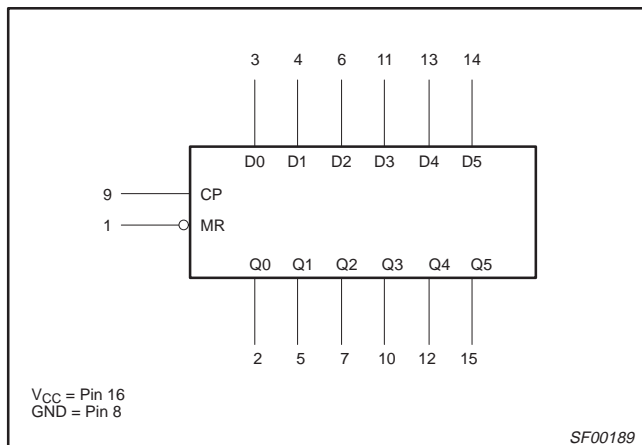 3 4 6 11 13 14
D0 D1 D2 D3 D4 D5
9 CP
1 MR
Q0 Q1 Q2 Q3 Q4 Q5
2 5 7 10 12 15
VCC = Pin 16
GND = Pin 8
SF00189